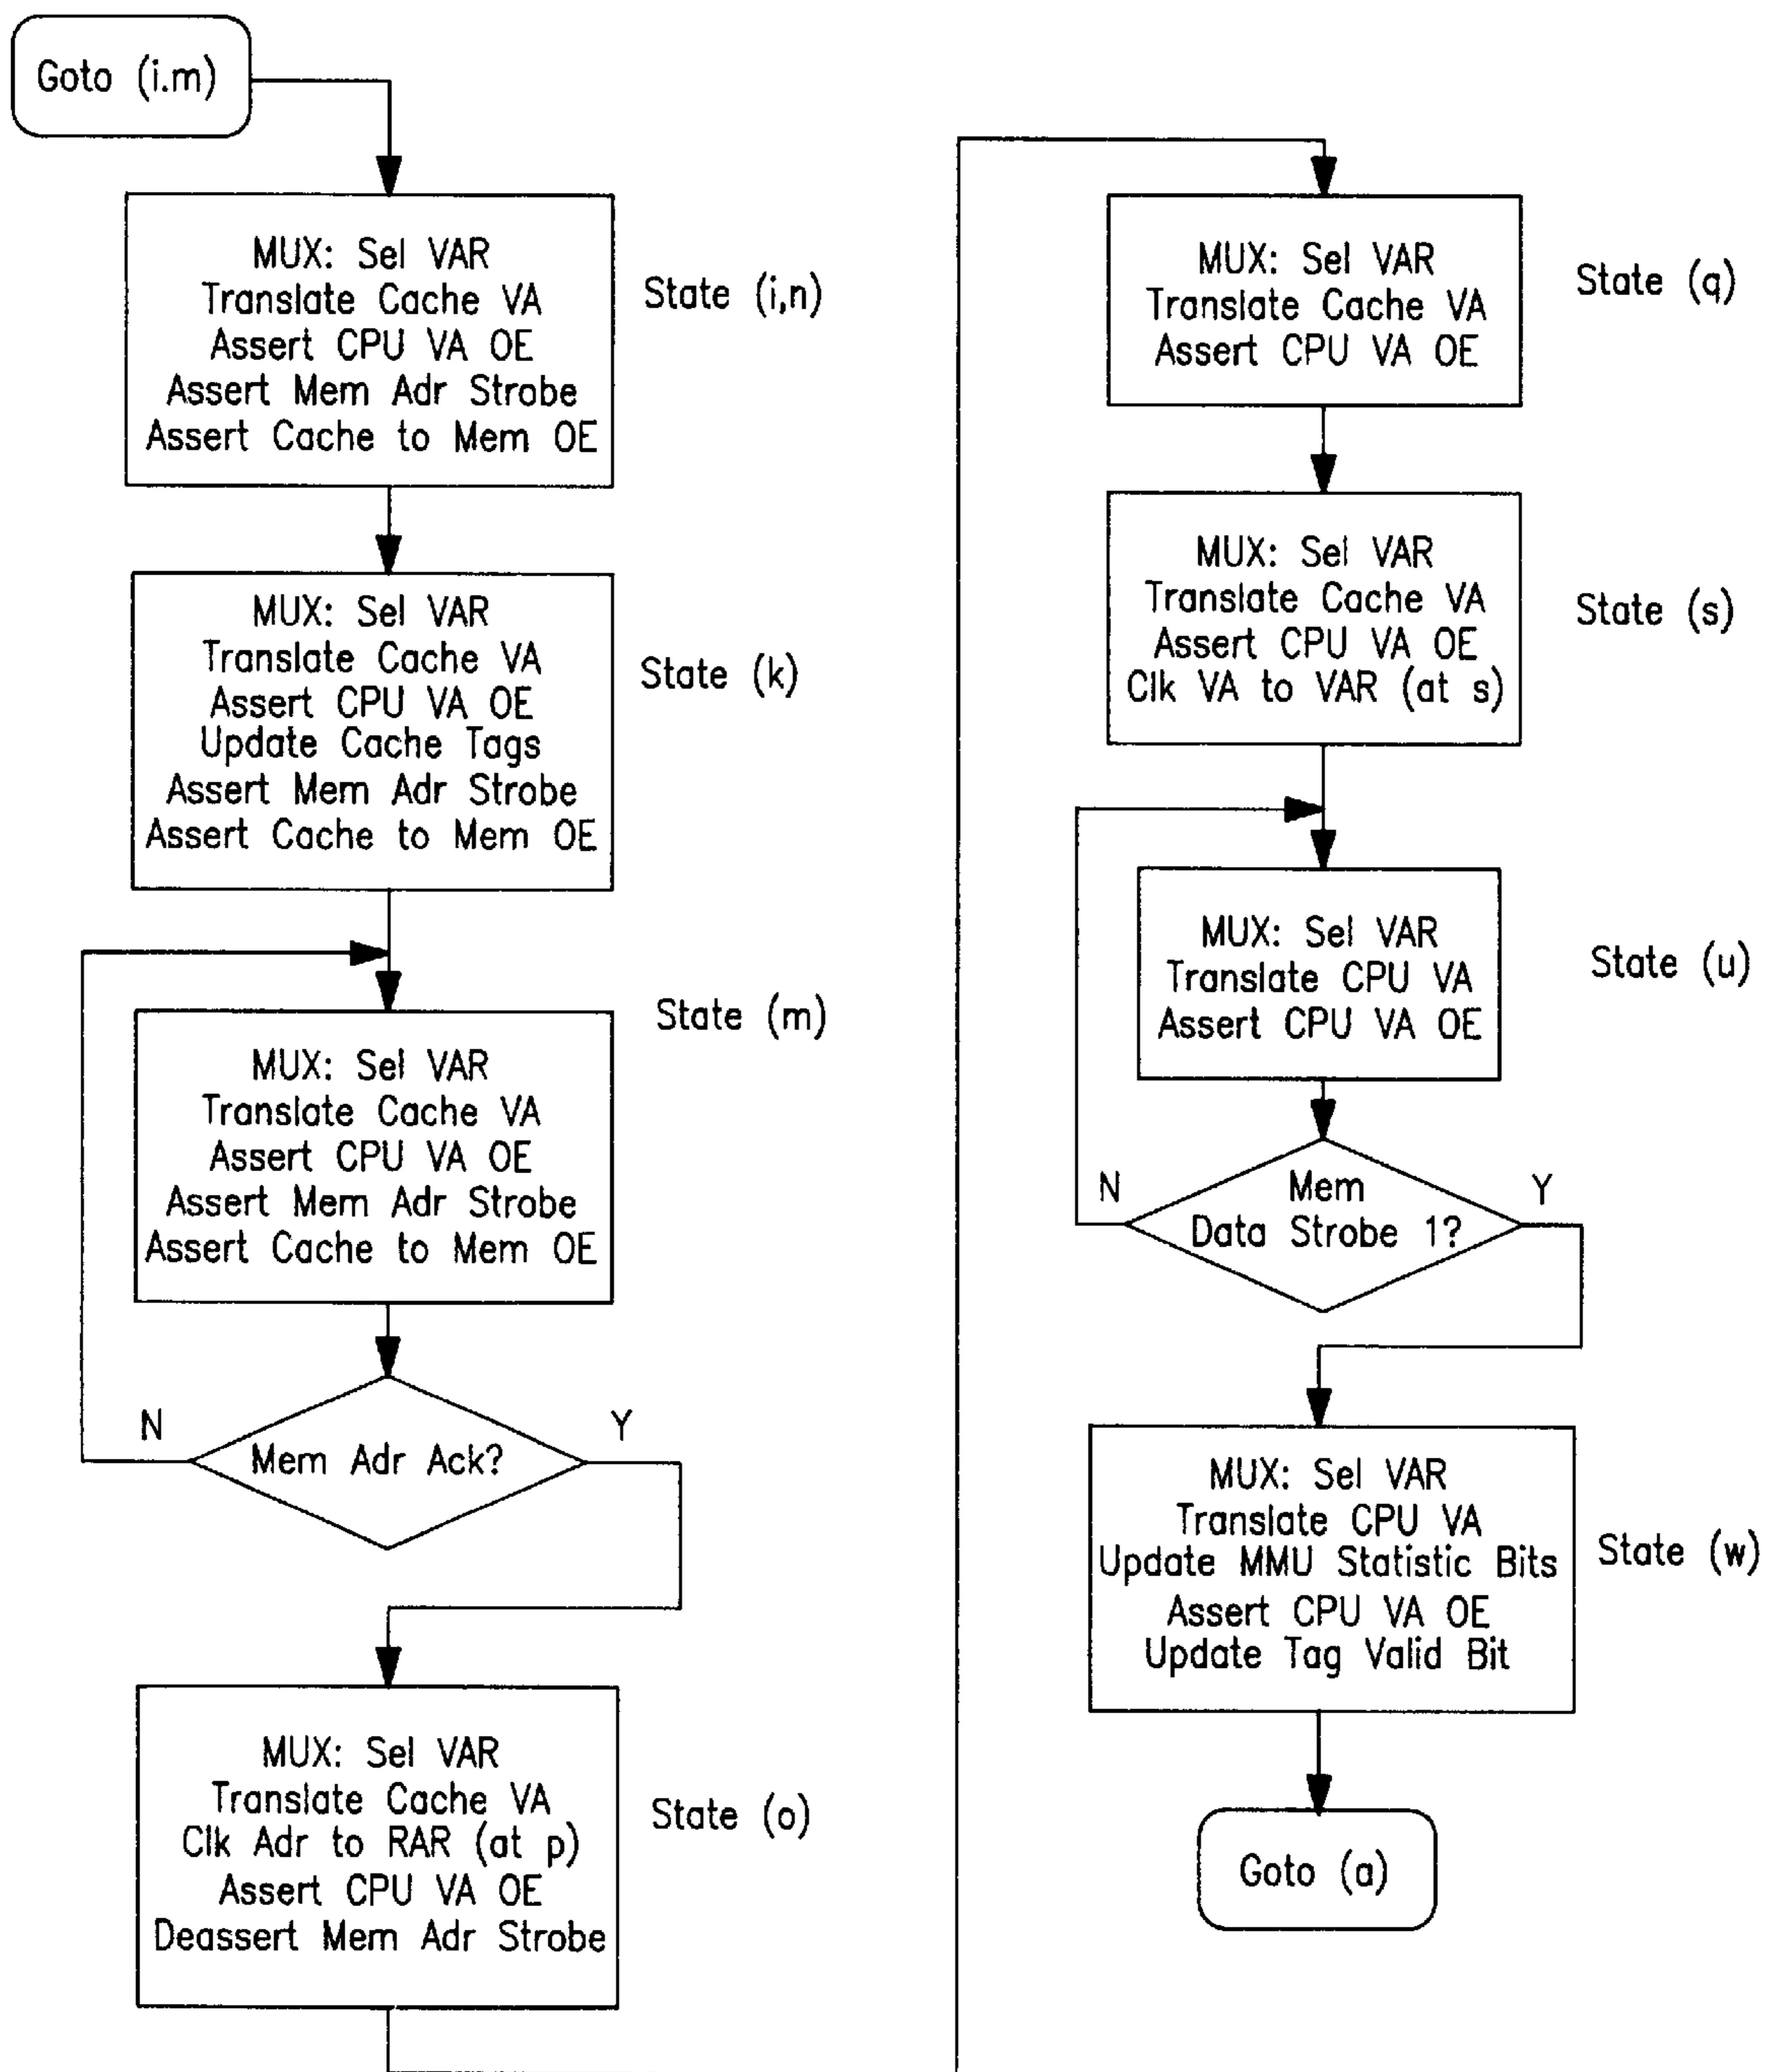 Goto (i.m)
MUX: Sel VAR
Translate Cache VA
Assert CPU VA OE
Assert Mem Adr Strobe
Assert Cache to Mem OE
State (i,n)
MUX: Sel VAR
Translate Cache VA
Assert CPU VA OE
Update Cache Tags
Assert Mem Adr Strobe
Assert Cache to Mem OE
State (k)
State (m)
MUX: Sel VAR
Translate Cache VA
Assert CPU VA OE
Assert Mem Adr Strobe
Assert Cache to Mem OE
N
Y
Mem Adr Ack?
MUX: Sel VAR
Translate Cache VA
Clk Adr to RAR (at p)
Assert CPU VA OE
Deassert Mem Adr Strobe
State (o)
MUX: Sel VAR
Translate Cache VA
Assert CPU VA OE
State (q)
MUX: Sel VAR
Translate Cache VA
Assert CPU VA OE
Clk VA to VAR (at s)
State (s)
MUX: Sel VAR
Translate CPU VA
Assert CPU VA OE
State (u)
N
Y
Mem
Data Strobe 1?
MUX: Sel VAR
Translate CPU VA
Update MMU Statistic Bits
Assert CPU VA OE
Update Tag Valid Bit
State (w)
Goto (a)